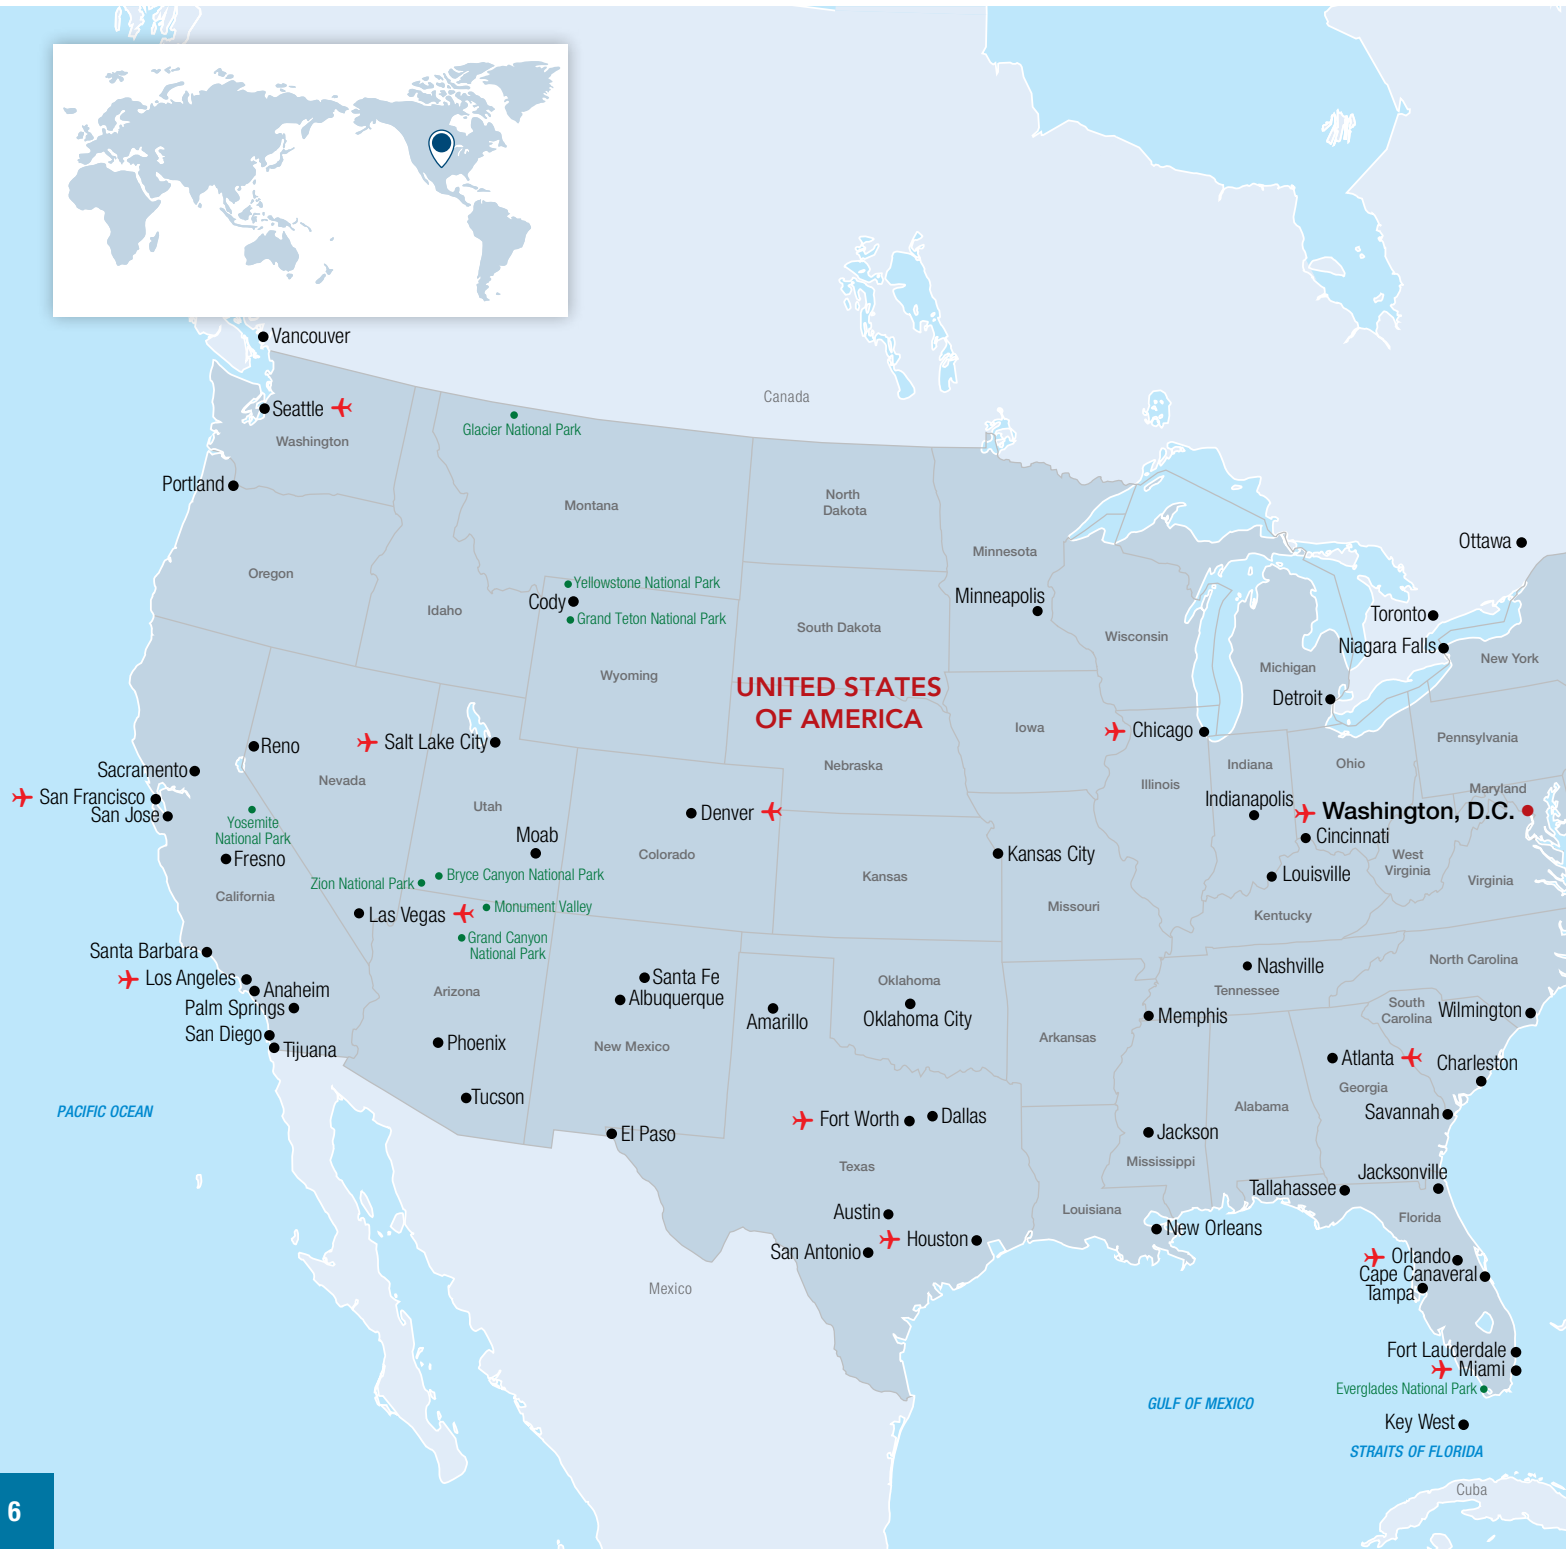 Vancouver
Canada
Seattle
Washington
Glacier National Park
Portland
Montana
North
Dakota
Minnesota
Ottawa
Oregon
Idaho
Yellowstone National Park
Cody
Grand Teton National Park
Minneapolis
South Dakota
Wisconsin
Toronto
Niagara Falls
New York
Michigan
Wyoming
UNITED STATES
OF AMERICA
Detroit
Iowa
Chicago
Pennsylvania
Reno
Salt Lake City
Nevada
Nebraska
Indiana
Ohio
Sacramento
San Francisco
San Jose
Utah
Illinois
Maryland
Indianapolis
Washington, D.C.
Denver
Yosemite
National Park
Moab
Cincinnati
Fresno
Colorado
Kansas City
West
Virginia
Zion National Park
Bryce Canyon National Park
Kansas
Louisville
Virginia
California
Las Vegas
Monument Valley
Missouri
Kentucky
Grand Canyon
National Park
Santa Barbara
Los Angeles
Anaheim
Palm Springs
San Diego
Tijuana
Arizona
Santa Fe
Albuquerque
Oklahoma
Nashville
Tennessee
North Carolina
Amarillo
Oklahoma City
Memphis
South
Carolina
Wilmington
Phoenix
New Mexico
Arkansas
Atlanta
Charleston
Georgia
Tucson
PACIFIC OCEAN
Fort Worth
Dallas
Alabama
Savannah
El Paso
Jackson
Texas
Mississippi
Jacksonville
Tallahassee
Austin
Louisiana
Florida
New Orleans
Houston
San Antonio
Orlando
Cape Canaveral
Tampa
Mexico
Fort Lauderdale
Miami
Everglades National Park
GULF OF MEXICO
Key West
STRAITS OF FLORIDA
Cuba
6